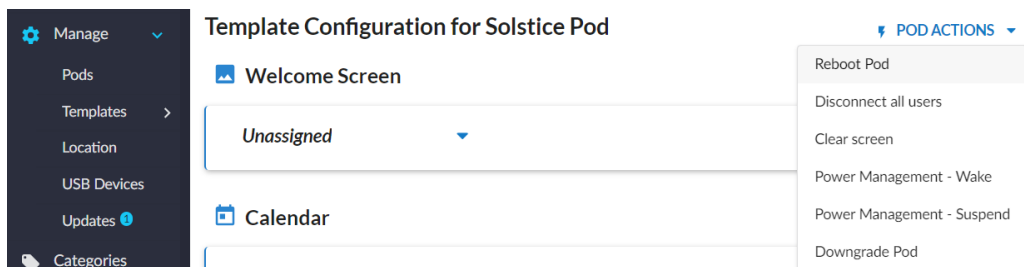 Manage
Pods
Templates
Location
USB Devices
Updates 1
Categories
Template Configuration for Solstice Pod
Welcome Screen
Unassigned
Calendar
POD ACTIONS
Reboot Pod
Disconnect all users
Clear screen
Power Management - Wake
Power Management - Suspend
Downgrade Pod